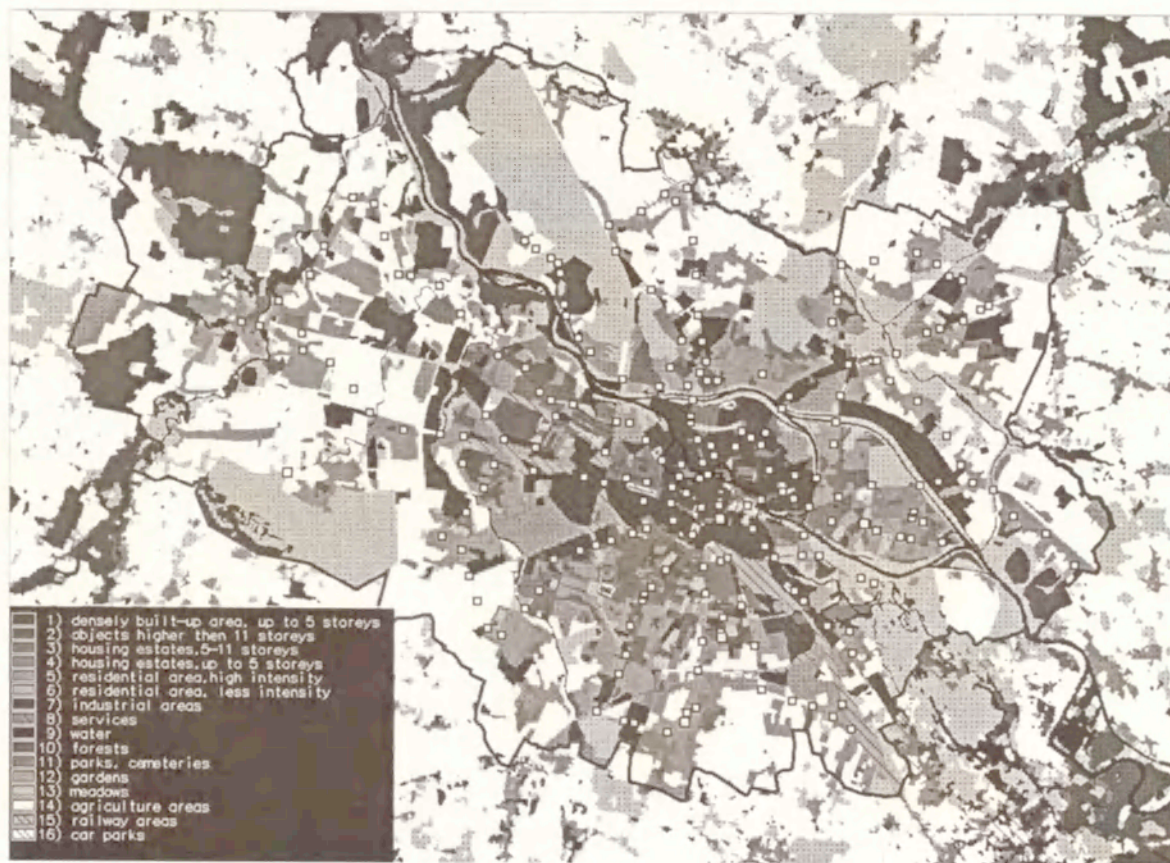 1) densely built-up area, up to 5 storeys
2) objects higher then 11 storeys
3) housing estates,5-11 storeys
4) housing estates,up to 5 storeys
5) residential area,high intensity
6) residential area, less intensity
7) industrial areas
8) services
9) water
10) forests
11) parks, cemeteries
12) gardens
13) meadows
14) agriculture areas
15) railway areas
16) car parks